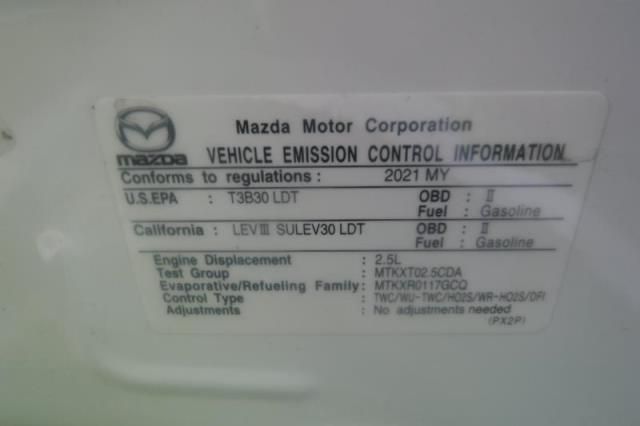 Mazda Motor Corporation
mazda VEHICLE EMISSION CONTROL INFORMATION
Conforms to regulations : 2021 MY
U.S.EPA : T3B30 LDT OBD : II
Fuel : Gasoline
California : LEVIII SULEV30 LDT OBD : II
Fuel : Gasoline
Engine Displacement : 2.5L
Test Group : MTKXT02.5CDA
Evaporative/Refueling Family: MTKXR0117GCQ
Control Type : TWC/WU-TWC/HO2S/WR-HO2S/DFI
Adjustments : No adjustments needed
(PX2P)